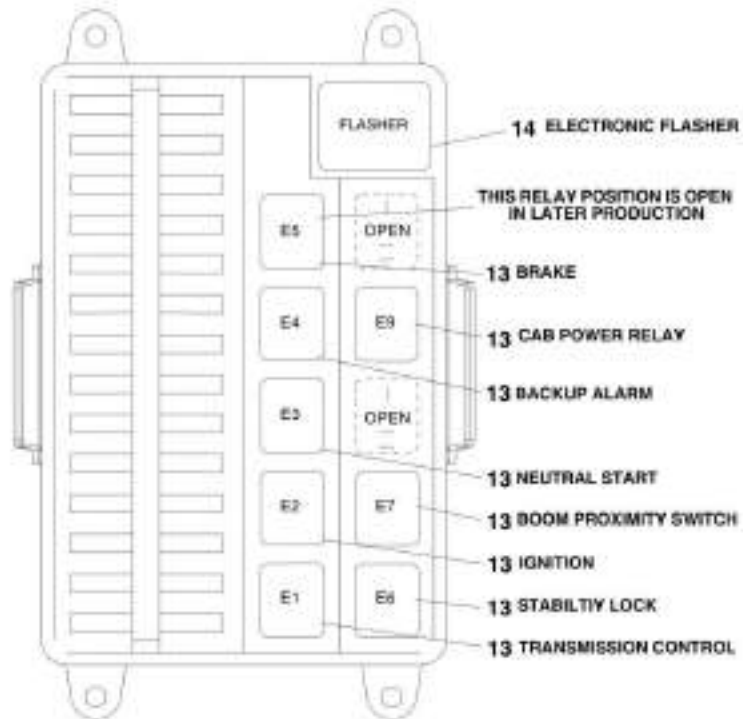 FLASHER
14 ELECTRONIC FLASHER
THIS RELAY POSITION IS OPEN
IN LATER PRODUCTION
E5
OPEN
13 BRAKE
E4
E9
13 CAB POWER RELAY
13 BACKUP ALARM
E3
OPEN
13 NEUTRAL START
E2
E7
13 BOOM PROXIMITY SWITCH
13 IGNITION
E1
E6
13 STABILTIY LOCK
13 TRANSMISSION CONTROL